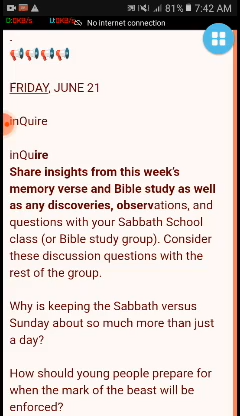 0:0KB/s U:0KB/s 81% 7:42 AM
No internet connection
FRIDAY, JUNE 21
inQuire
inQuire
Share insights from this week's
memory verse and Bible study as well
as any discoveries, observations, and
questions with your Sabbath School
class (or Bible study group). Consider
these discussion questions with the
rest of the group.
Why is keeping the Sabbath versus
Sunday about so much more than just
a day?
How should young people prepare for
when the mark of the beast will be
enforced?